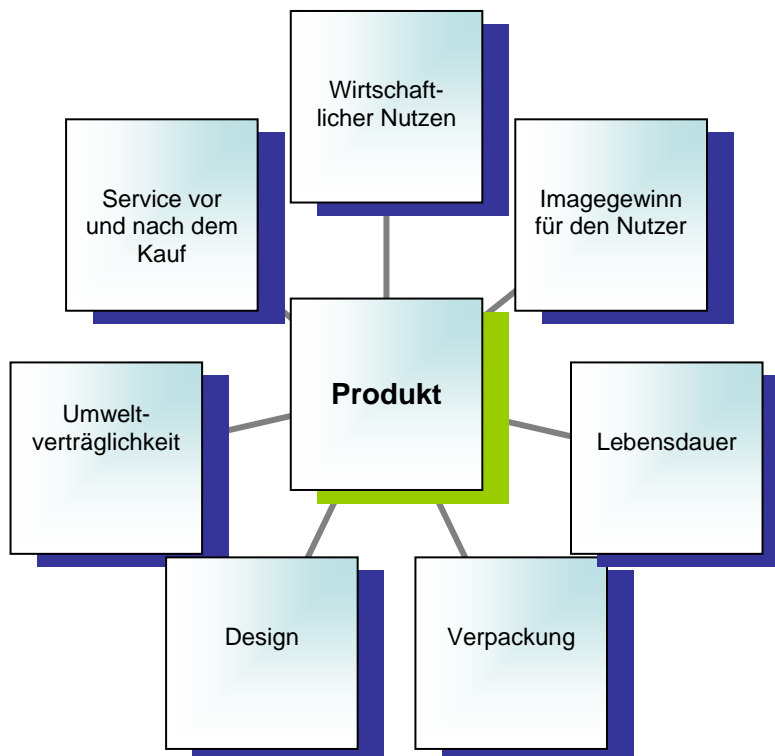 Wirtschaft-
licher Nutzen
Service vor
und nach dem
Kauf
Imagegewinn
für den Nutzer
Produkt
Umwelt-
verträglichkeit
Lebensdauer
Design
Verpackung